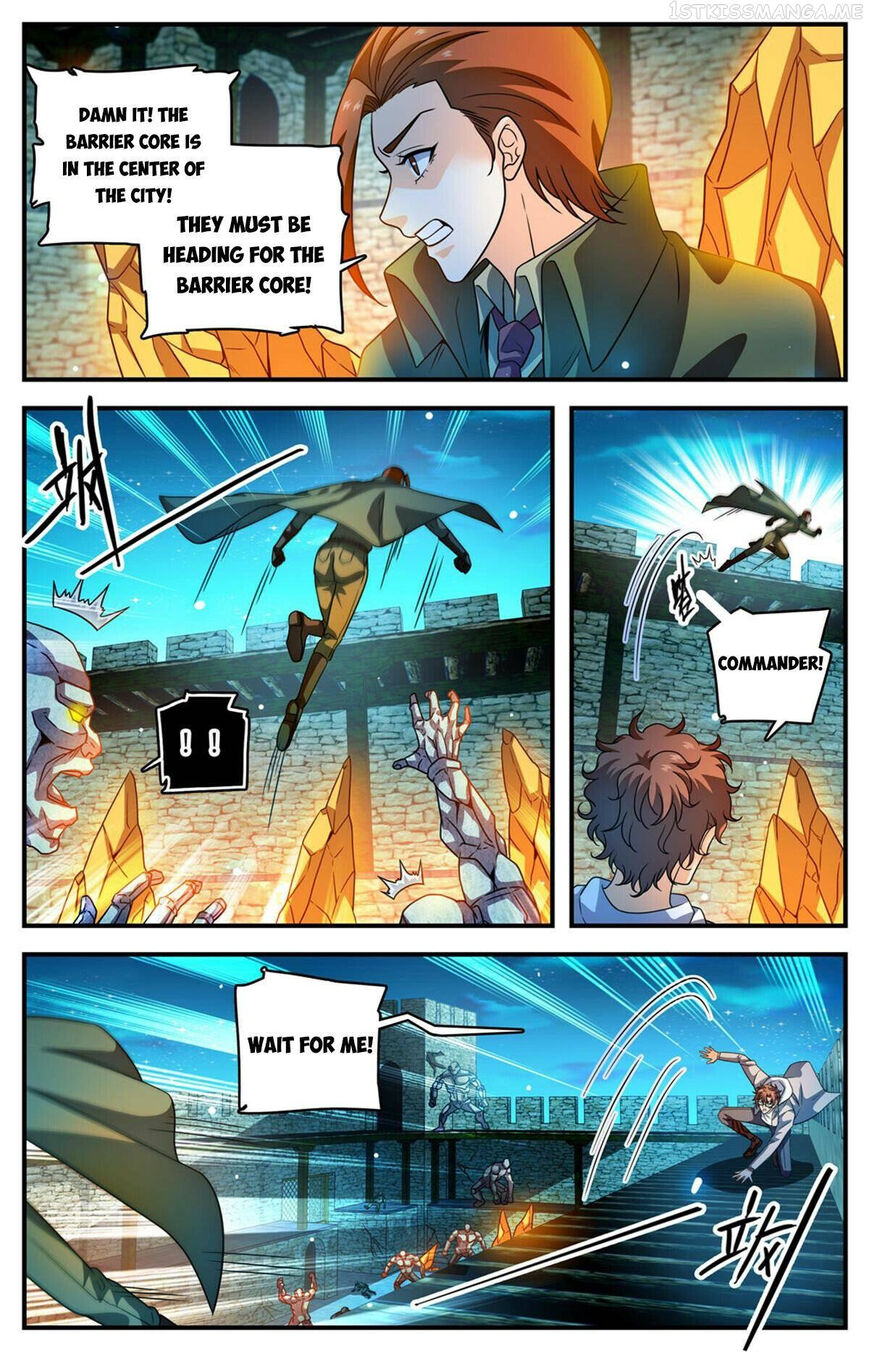 1STKISSMANGA.ME
DAMN IT! THE
BARRIER CORE IS
IN THE CENTER OF
THE CITY!
THEY MUST BE
HEADING FOR THE
BARRIER CORE!
!!
COMMANDER!
WAIT FOR ME!